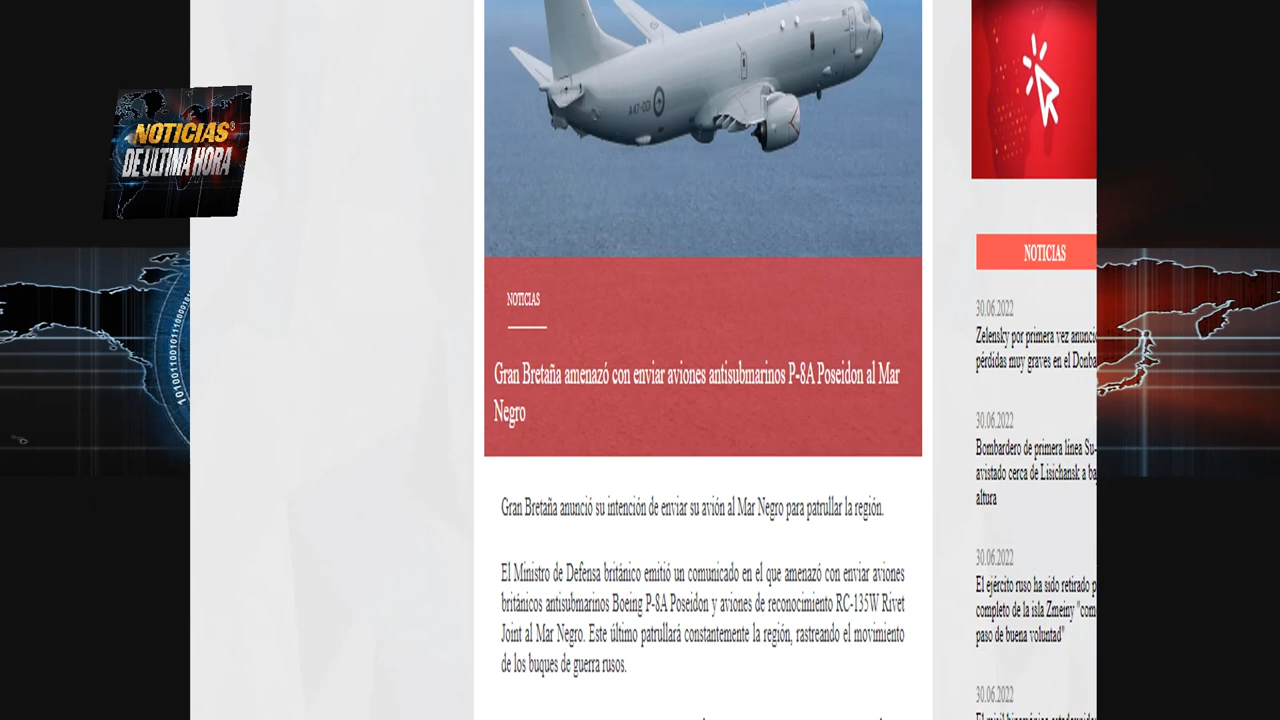 NOTICIAS
DE ULTIMA HORA
A47-001
NOTICIAS
Gran Bretaña amenazó con enviar aviones antisubmarinos P-8A Poseidon al Mar
Negro
Gran Bretaña anunció su intención de enviar su avión al Mar Negro para patrullar la región.
El Ministro de Defensa británico emitió un comunicado en el que amenazó con enviar aviones
británicos antisubmarinos Boeing P-8A Poseidon y aviones de reconocimiento RC-135W Rivet
Joint al Mar Negro. Este último patrullará constantemente la región, rastreando el movimiento
de los buques de guerra rusos.
NOTICIAS
30.06.2022
Zelensky por primera vez anunció
pérdidas muy graves en el Donba
30.06.2022
Bombardero de primera línea Su-
avistado cerca de Lisichansk a ba
altura
30.06.2022
El ejército ruso ha sido retirado p
completo de la isla Zmeiny "com
paso de buena voluntad"
30.06.2022